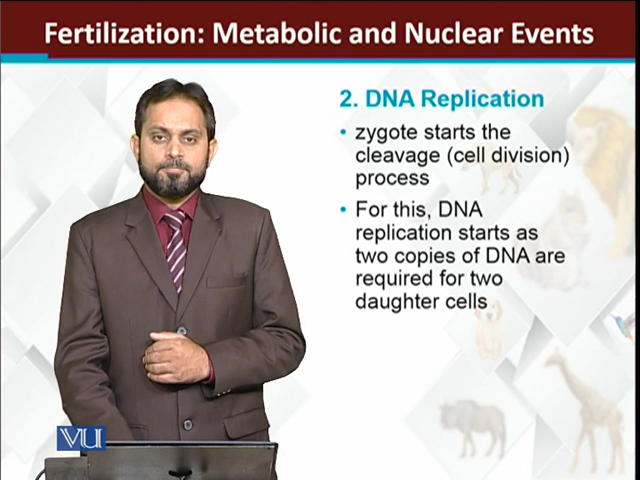 Fertilization: Metabolic and Nuclear Events
2. DNA Replication
• zygote starts the
cleavage (cell division)
process
• For this, DNA
replication starts as
two copies of DNA are
required for two
daughter cells
VU